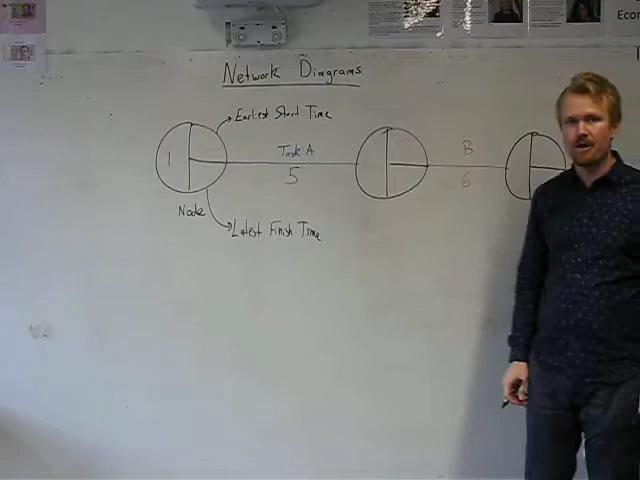 Network Diagrams
Earliest Start Time
Task A
B
1
5
6
Node
Latest Finish Time
Econ